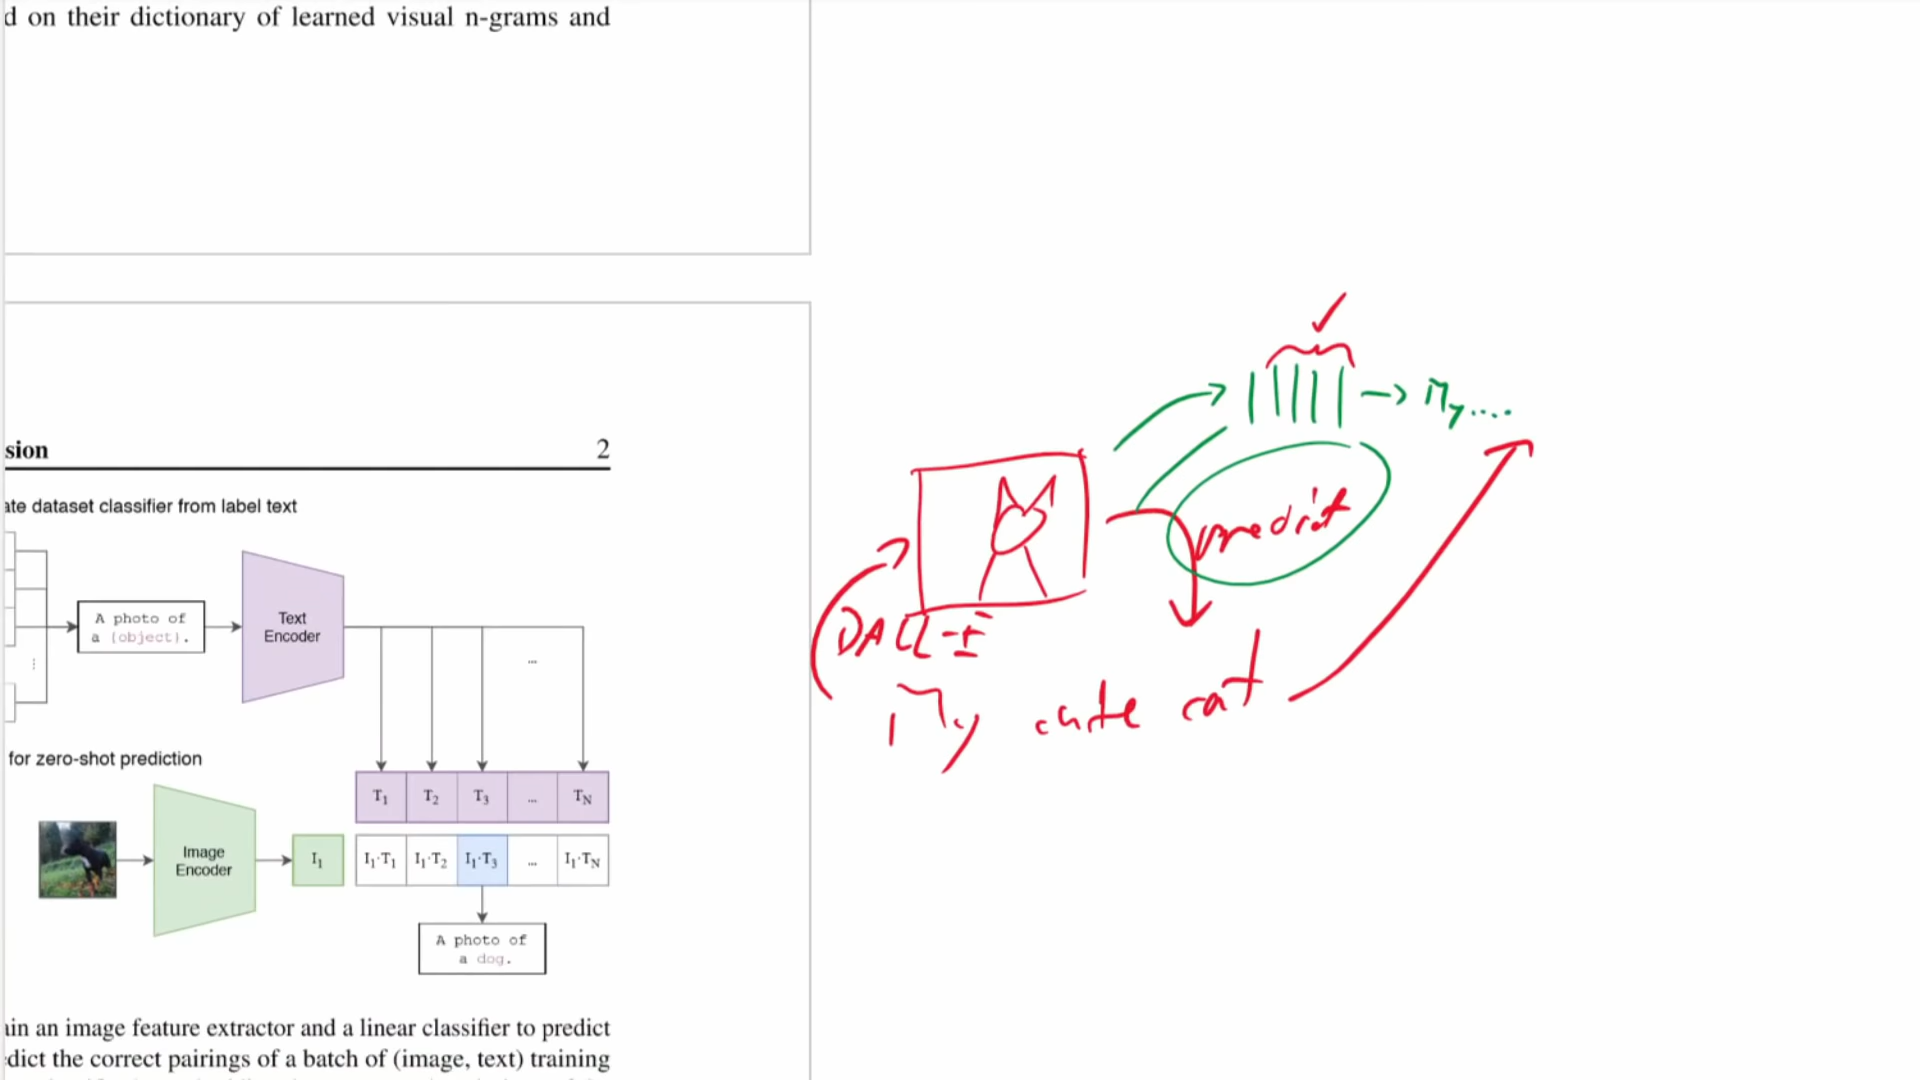 d on their dictionary of learned visual n-grams and
sion 2
ate dataset classifier from label text
A photo of
a {object}.
⋮
Text
Encoder
...
for zero-shot prediction
T1 T2 T3 ... TN
Image
Encoder
I1
I1·T1 I1·T2 I1·T3 ... I1·TN
A photo of
a dog.
ain an image feature extractor and a linear classifier to predict
dict the correct pairings of a batch of (image, text) training
My....
predict
DALL-E
My cute cat